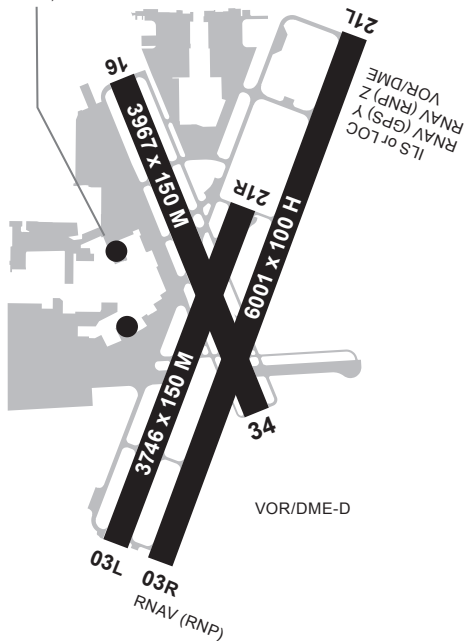 21L
ILS or LOC
RNAV (GPS) Y
RNAV (RNP) Z
VOR/DME
16
3967 x 150 M
21R
6001 x 100 H
3746 x 150 M
34
VOR/DME-D
03L
03R
RNAV (RNP)